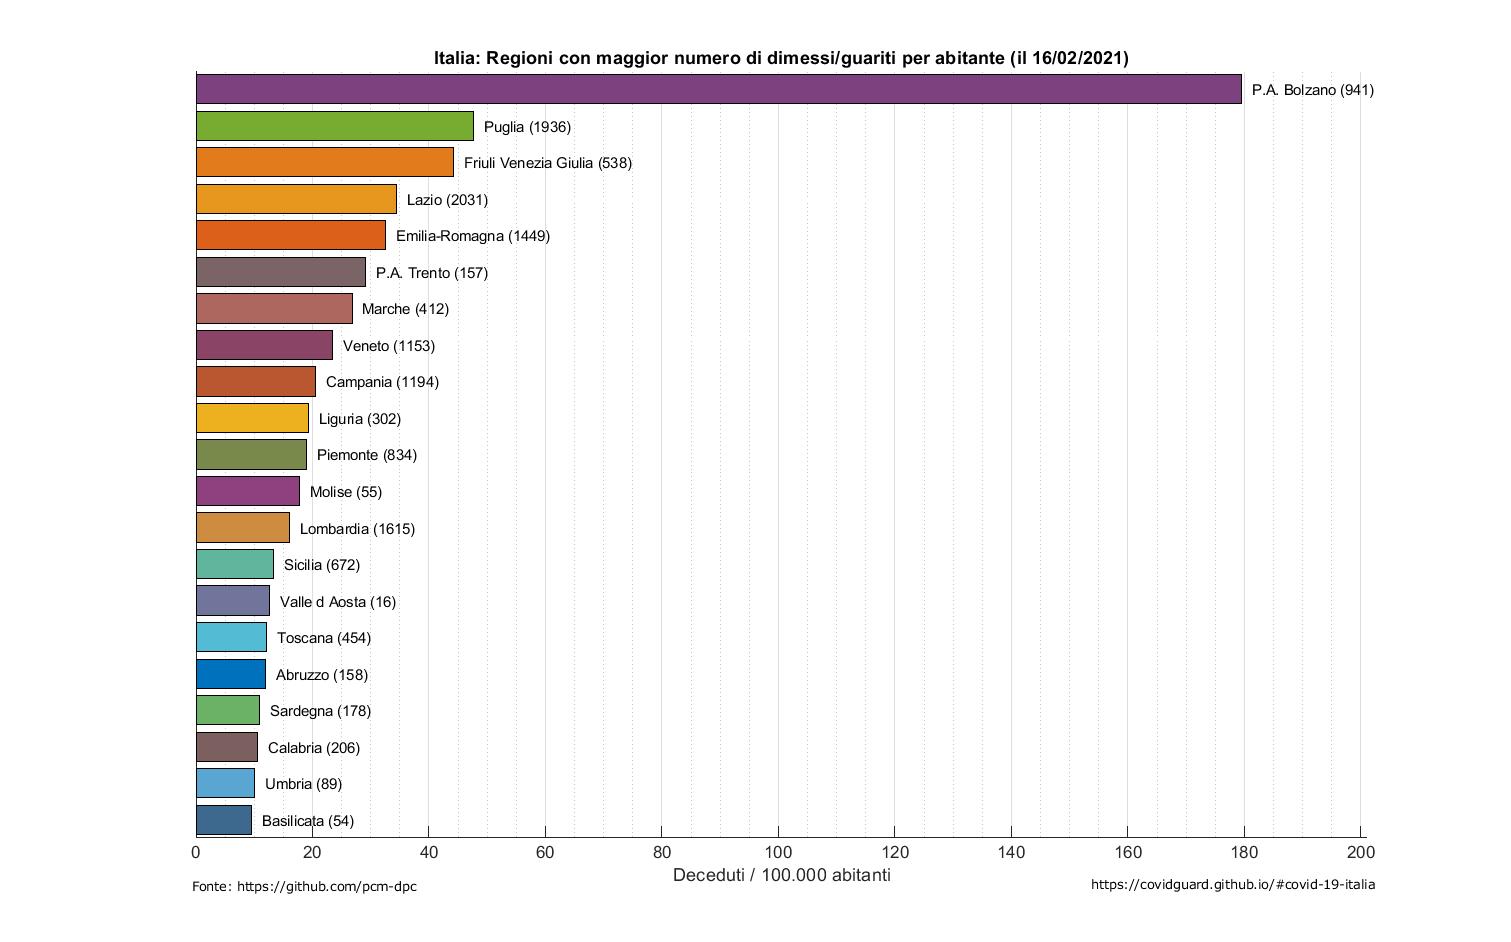 Italia: Regioni con maggior numero di dimessi/guariti per abitante (il 16/02/2021)
P.A. Bolzano (941)
Puglia (1936)
Friuli Venezia Giulia (538)
Lazio (2031)
Emilia-Romagna (1449)
P.A. Trento (157)
Marche (412)
Veneto (1153)
Campania (1194)
Liguria (302)
Piemonte (834)
Molise (55)
Lombardia (1615)
Sicilia (672)
Valle d Aosta (16)
Toscana (454)
Abruzzo (158)
Sardegna (178)
Calabria (206)
Umbria (89)
Basilicata (54)
0 20 40 60 80 100 120 140 160 180 200
Deceduti / 100.000 abitanti
Fonte: https://github.com/pcm-dpc
https://covidguard.github.io/#covid-19-italia